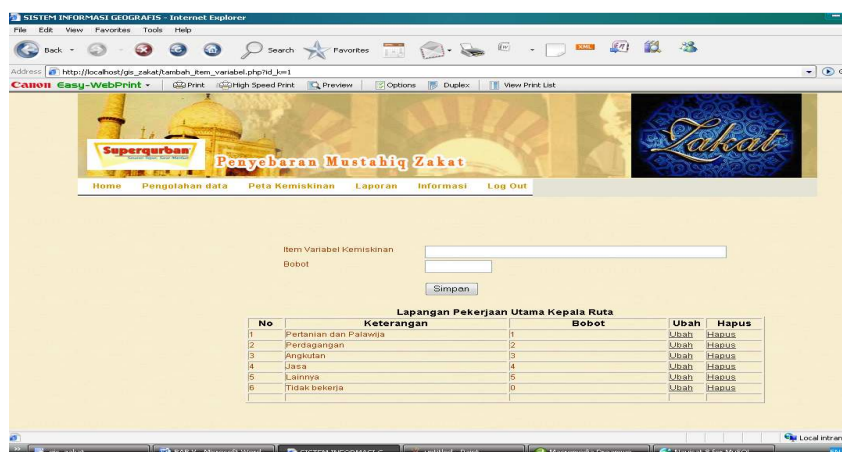 SISTEM INFORMASI GEOGRAFIS - Internet Explorer
File Edit View Favorites Tools Help
Back Search Favorites
Address http://localhost/gis_zakat/tambah_item_variabel.php?id_k=1
Canon Easy-WebPrint Print High Speed Print Preview Options Duplex View Print List
Superqurban
Penyebaran Mustahiq Zakat
Zakat
Home Pengolahan data Peta Kemiskinan Laporan Informasi Log Out
Item Variabel Kemiskinan
Bobot
Simpan
Lapangan Pekerjaan Utama Kepala Ruta
No Keterangan Bobot Ubah Hapus
1 Pertanian dan Palawija 1 Ubah Hapus
2 Perdagangan 2 Ubah Hapus
3 Angkutan 3 Ubah Hapus
4 Jasa 4 Ubah Hapus
5 Lainnya 5 Ubah Hapus
6 Tidak bekerja 0 Ubah Hapus
Local intran